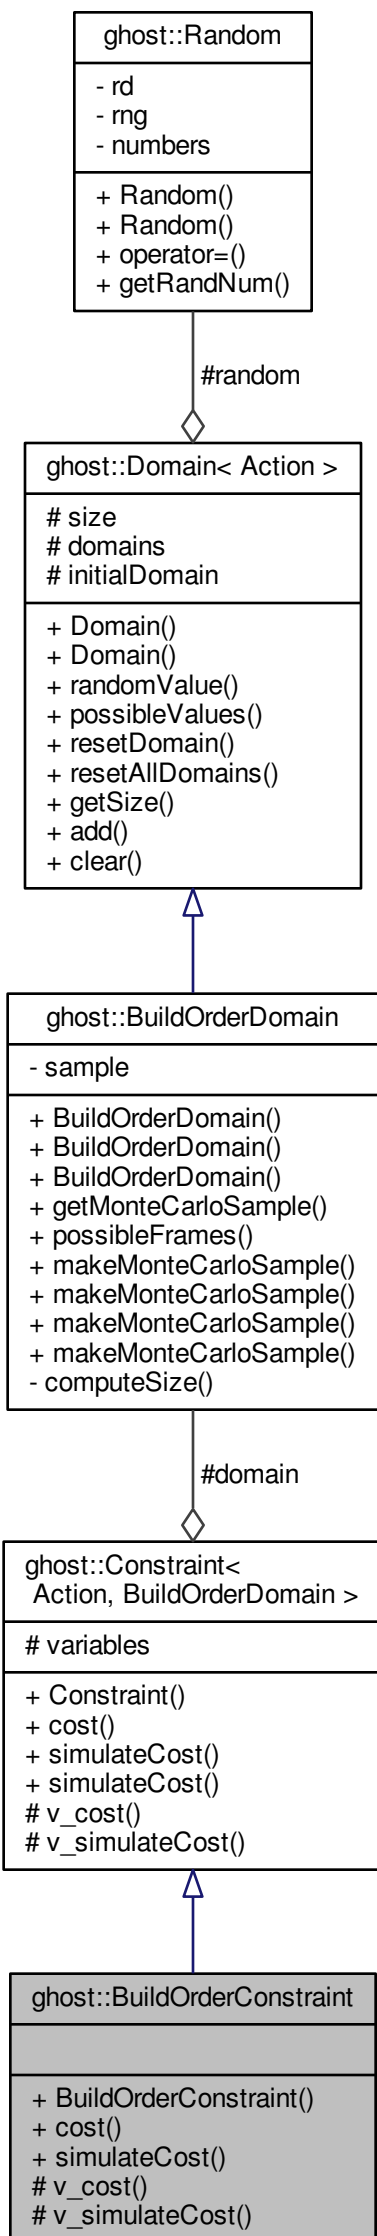 ghost::Random
- rd
- rng
- numbers
+ Random()
+ Random()
+ operator=()
+ getRandNum()
#random
ghost::Domain< Action >
# size
# domains
# initialDomain
+ Domain()
+ Domain()
+ randomValue()
+ possibleValues()
+ resetDomain()
+ resetAllDomains()
+ getSize()
+ add()
+ clear()
ghost::BuildOrderDomain
- sample
+ BuildOrderDomain()
+ BuildOrderDomain()
+ BuildOrderDomain()
+ getMonteCarloSample()
+ possibleFrames()
+ makeMonteCarloSample()
+ makeMonteCarloSample()
+ makeMonteCarloSample()
+ makeMonteCarloSample()
- computeSize()
#domain
ghost::Constraint<
Action, BuildOrderDomain >
# variables
+ Constraint()
+ cost()
+ simulateCost()
+ simulateCost()
# v_cost()
# v_simulateCost()
ghost::BuildOrderConstraint
+ BuildOrderConstraint()
+ cost()
+ simulateCost()
# v_cost()
# v_simulateCost()